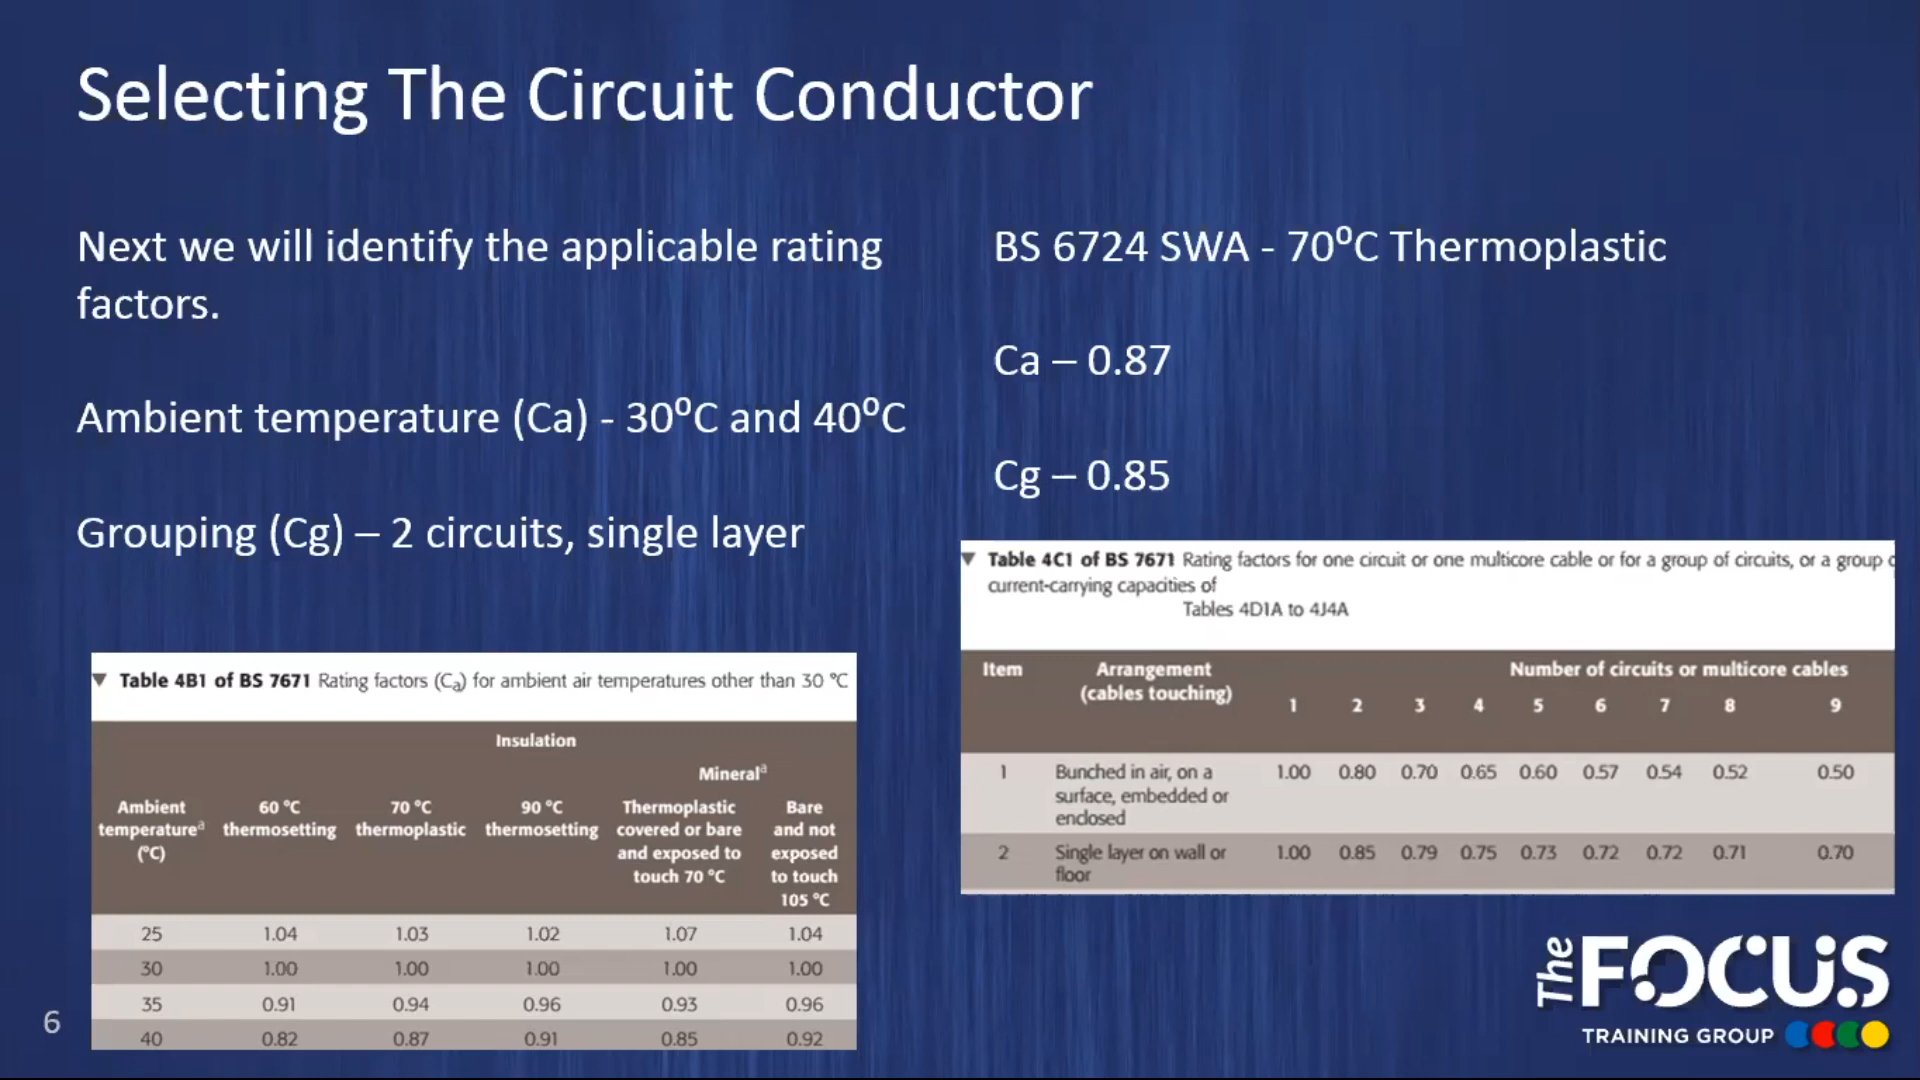 Selecting The Circuit Conductor
Next we will identify the applicable rating
factors.
Ambient temperature (Ca) - 30⁰C and 40⁰C
Grouping (Cg) – 2 circuits, single layer
BS 6724 SWA - 70⁰C Thermoplastic
Ca – 0.87
Cg – 0.85
▼ Table 4B1 of BS 7671 Rating factors (Ca) for ambient air temperatures other than 30 °C
Insulation
Mineralᵃ
Ambient temperatureᵃ (°C) 60 °C thermosetting 70 °C thermoplastic 90 °C thermosetting Thermoplastic covered or bare and exposed to touch 70 °C Bare and not exposed to touch 105 °C
25 1.04 1.03 1.02 1.07 1.04
30 1.00 1.00 1.00 1.00 1.00
35 0.91 0.94 0.96 0.93 0.96
40 0.82 0.87 0.91 0.85 0.92
▼ Table 4C1 of BS 7671 Rating factors for one circuit or one multicore cable or for a group of circuits, or a group
current-carrying capacities of
Tables 4D1A to 4J4A
Item Arrangement (cables touching) Number of circuits or multicore cables
1 2 3 4 5 6 7 8 9
1 Bunched in air, on a surface, embedded or enclosed 1.00 0.80 0.70 0.65 0.60 0.57 0.54 0.52 0.50
2 Single layer on wall or floor 1.00 0.85 0.79 0.75 0.73 0.72 0.72 0.71 0.70
The FOCUS
TRAINING GROUP
6